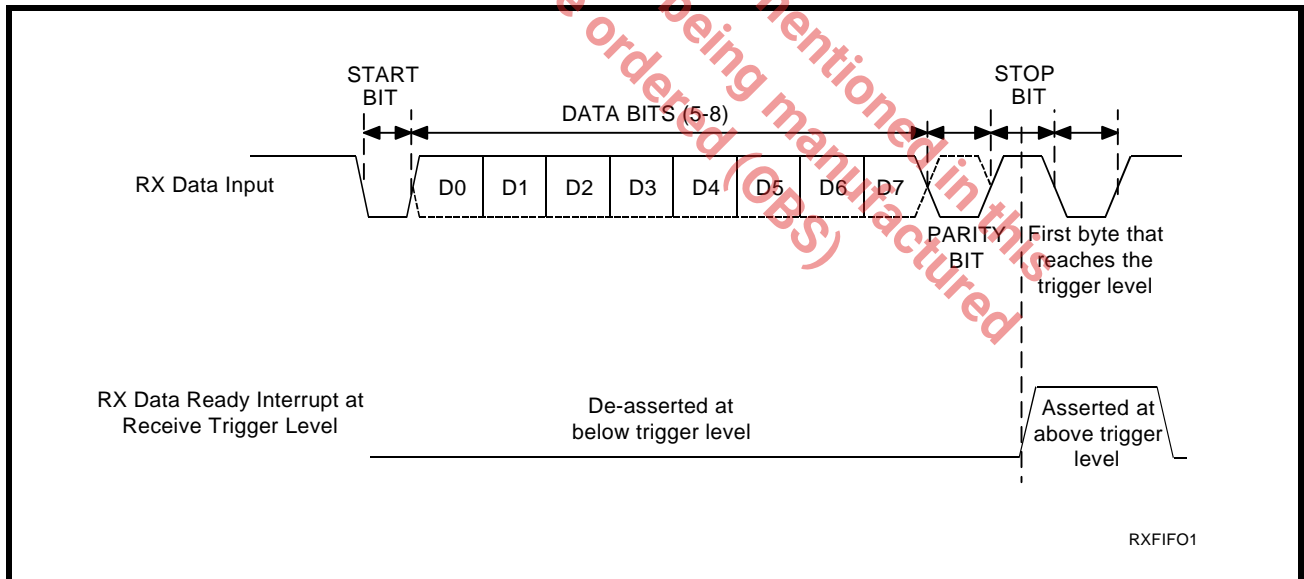 mentioned in this
being manufactured
ordered (OBS)
START
BIT
STOP
BIT
DATA BITS (5-8)
RX Data Input
D0 D1 D2 D3 D4 D5 D6 D7
PARITY
BIT
First byte that
reaches the
trigger level
RX Data Ready Interrupt at
Receive Trigger Level
De-asserted at
below trigger level
Asserted at
above trigger
level
RXFIFO1